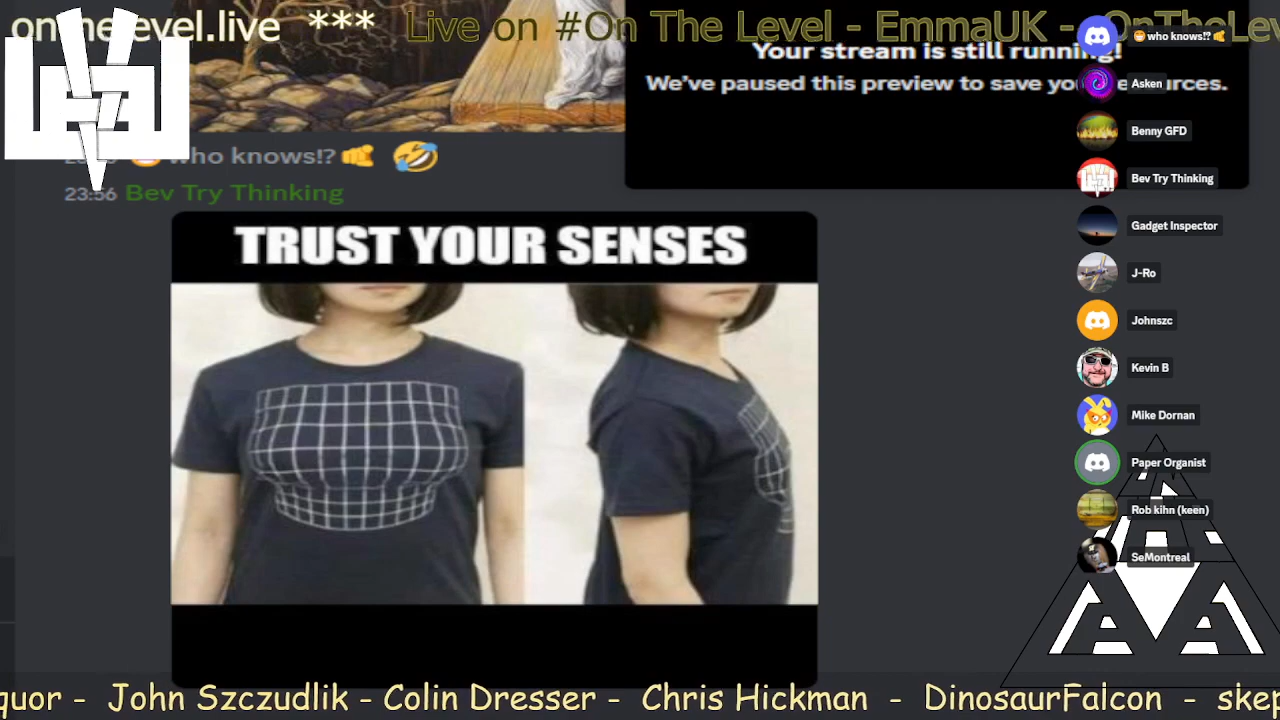 onthelevel.live *** Live on #On The Level - EmmaUK -
Your stream is still running!
We've paused this preview to save
who knows!?
23:56 Bev Try Thinking
TRUST YOUR SENSES
who knows!?
Asken
Benny GFD
Bev Try Thinking
Gadget Inspector
J-Ro
Johnszc
Kevin B
Mike Dornan
Paper Organist
Rob kihn (keen)
SeMontreal
quor - John Szczudlik - Colin Dresser - Chris Hickman - DinosaurFalcon - skep